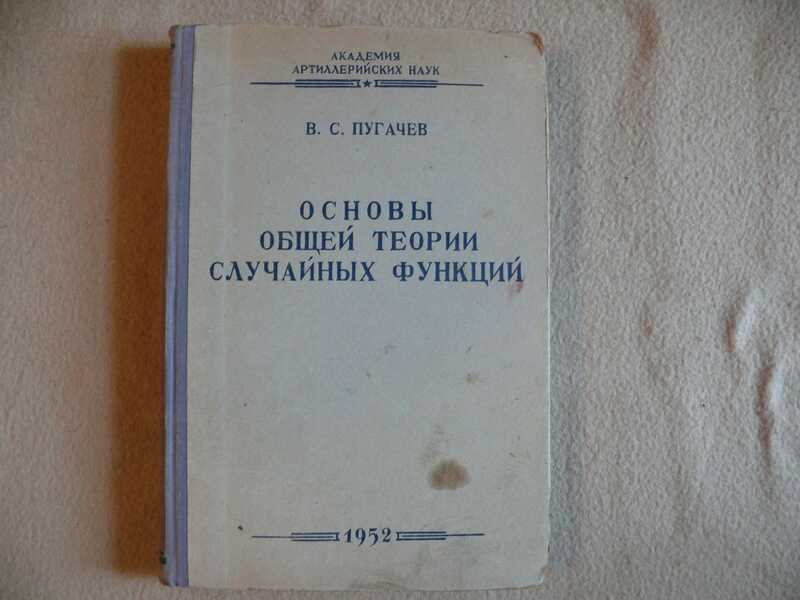 АКАДЕМИЯ
АРТИЛЛЕРИЙСКИХ НАУК
В. С. ПУГАЧЕВ
ОСНОВЫ
ОБЩЕЙ ТЕОРИИ
СЛУЧАЙНЫХ ФУНКЦИЙ
1952